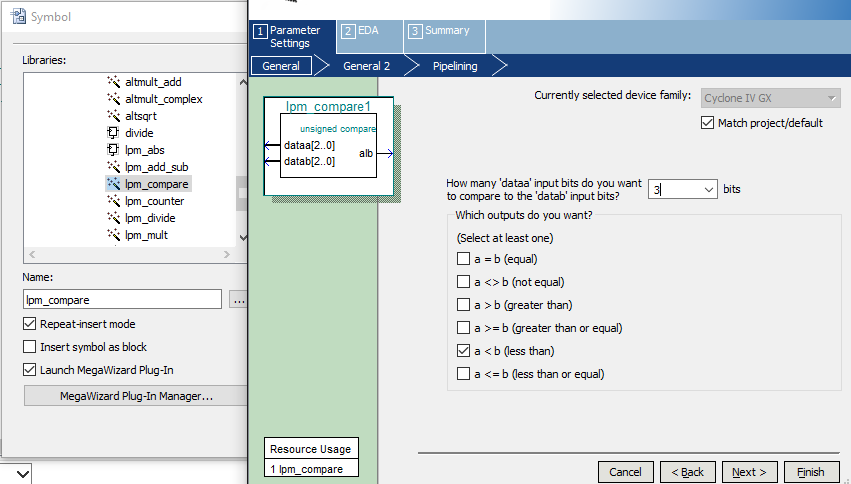 Symbol
Libraries:
altmult_add
altmult_complex
altsqrt
divide
lpm_abs
lpm_add_sub
lpm_compare
lpm_counter
lpm_divide
lpm_mult
Name:
lpm_compare
...
Repeat-insert mode
Insert symbol as block
Launch MegaWizard Plug-In
MegaWizard Plug-In Manager...
1 Parameter Settings
2 EDA
3 Summary
General
General 2
Pipelining
lpm_compare1
unsigned compare
dataa[2..0]
datab[2..0]
alb
Resource Usage
1 lpm_compare
Currently selected device family:
Cyclone IV GX
Match project/default
How many 'dataa' input bits do you want
to compare to the 'datab' input bits?
3
bits
Which outputs do you want?
(Select at least one)
a = b (equal)
a <> b (not equal)
a > b (greater than)
a >= b (greater than or equal)
a < b (less than)
a <= b (less than or equal)
Cancel
< Back
Next >
Finish